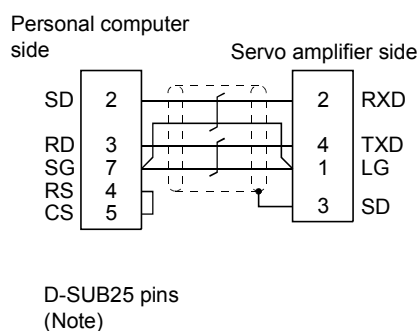 Personal computer
side
Servo amplifier side
SD 2 2 RXD
RD 3 4 TXD
SG 7 1 LG
RS 4
CS 5 3 SD
D-SUB25 pins
(Note)